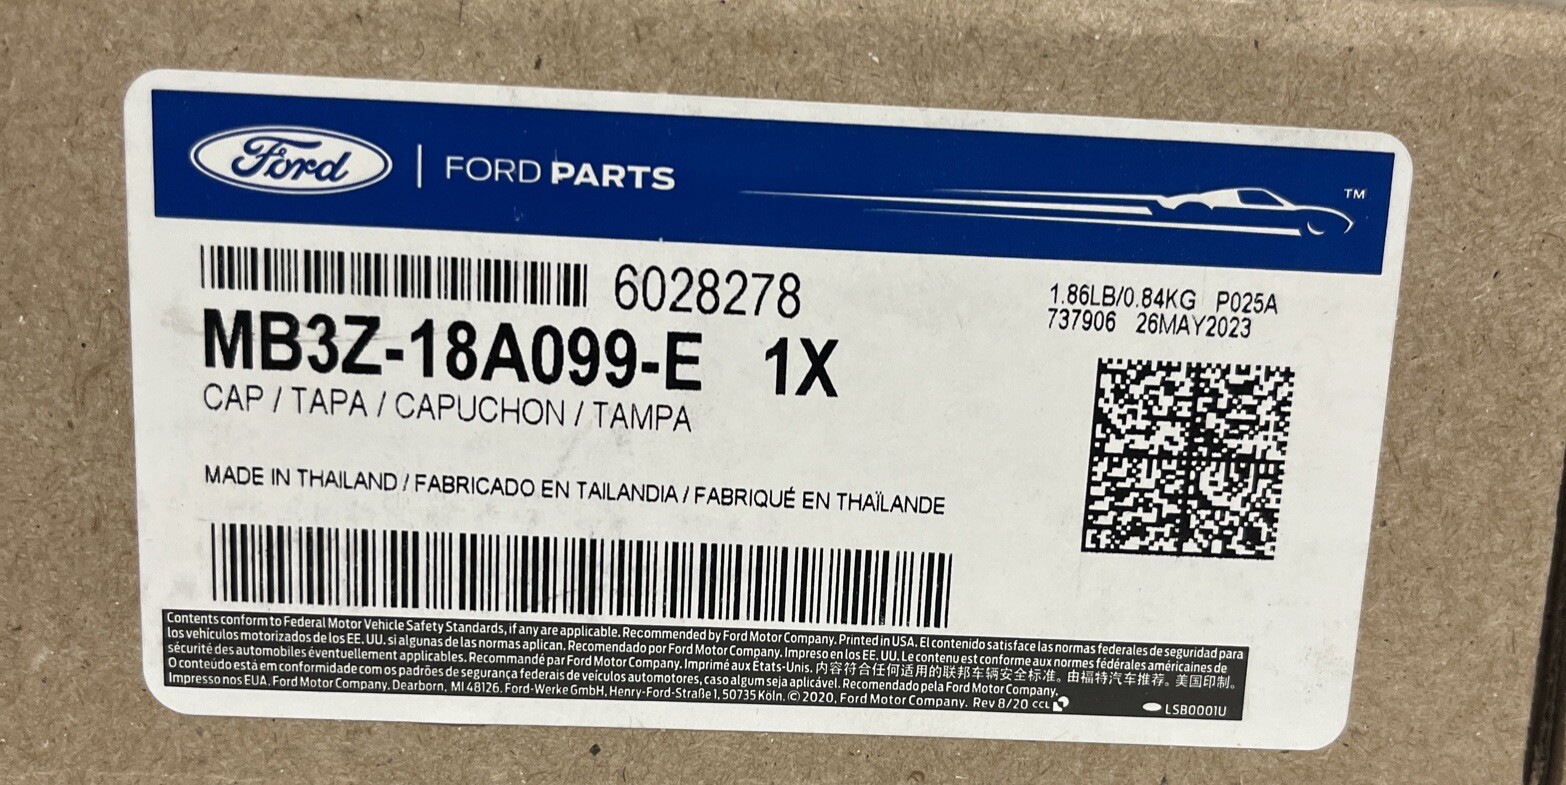 Ford | FORD PARTS
TM
6028278
1.86LB/0.84KG P025A
737906 26MAY2023
MB3Z-18A099-E 1X
CAP / TAPA / CAPUCHON / TAMPA
MADE IN THAILAND / FABRICADO EN TAILANDIA / FABRIQUÉ EN THAÏLANDE
Contents conform to Federal Motor Vehicle Safety Standards, if any are applicable. Recommended by Ford Motor Company. Printed in USA. El contenido satisface las normas federales de seguridad para
los vehículos motorizados de los EE. UU. si algunas de las normas aplican. Recomendado por Ford Motor Company. Impreso en los EE. UU. Le contenu est conforme aux normes fédérales américaines de
sécurité des automobiles éventuellement applicables. Recommandé par Ford Motor Company. Imprimé aux États-Unis. 内容符合任何适用的联邦车辆安全标准。由福特汽车推荐。美国印制。
O conteúdo está em conformidade com os padrões de segurança federais de veículos automotores, caso algum seja aplicável. Recomendado pela Ford Motor Company.
Impresso nos EUA. Ford Motor Company. Dearborn, MI 48126. Ford-Werke GmbH, Henry-Ford-Straße 1, 50735 Köln. © 2020, Ford Motor Company. Rev 8/20 CCL
LSB0001U